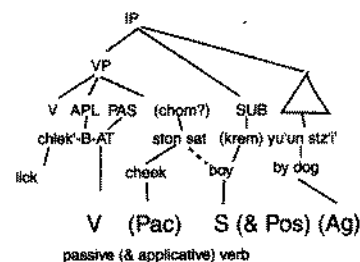 IP
VP
V APL PAS (chom?) SUB
chlek'-B-AT ston sat (krem) yu'un stz'i'
lick cheek boy by dog
V (Pac) S (& Pos) (Ag)
passive (& applicative) verb